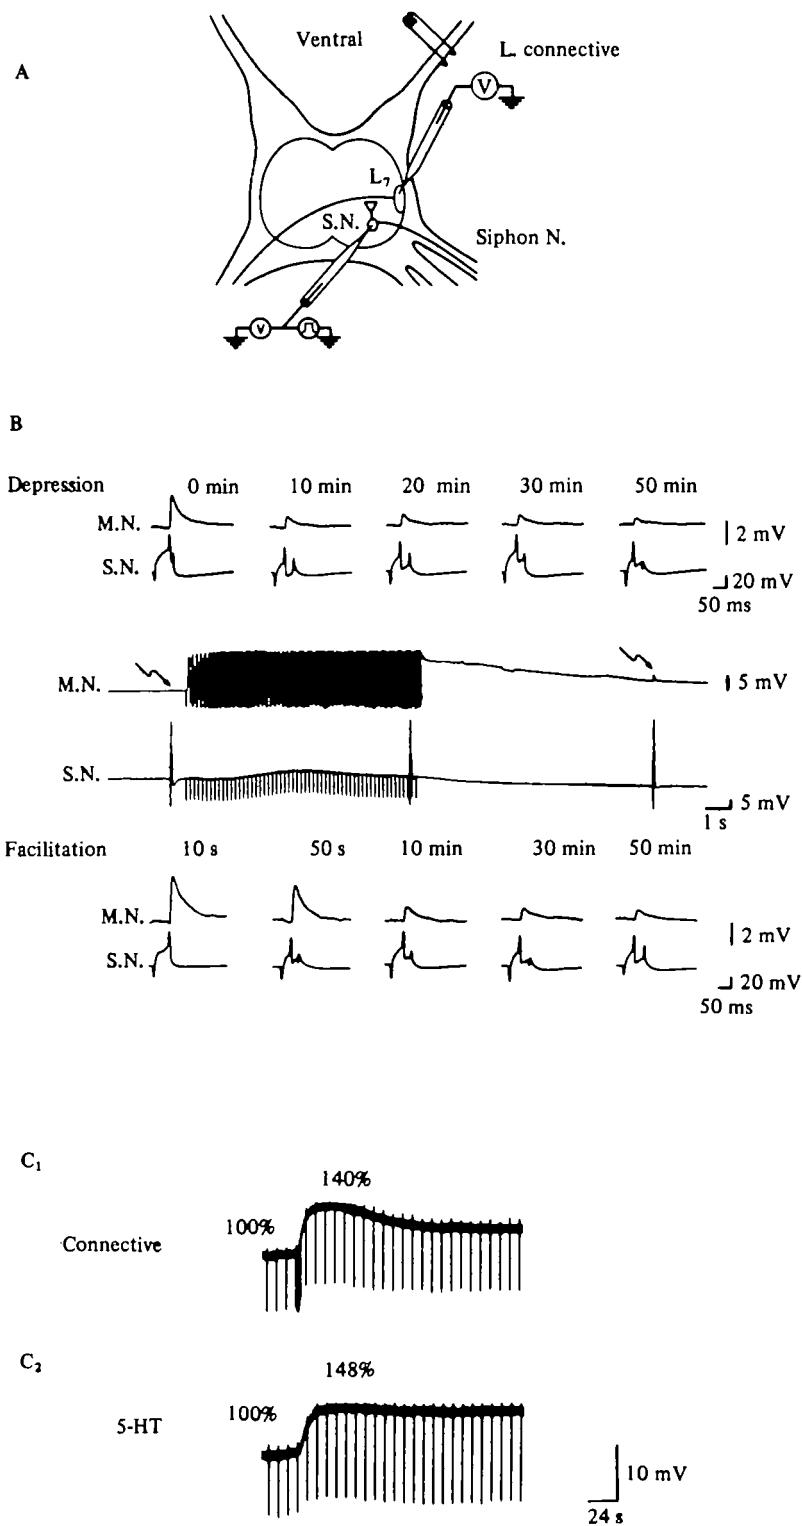 A
Ventral
L. connective
V
L₇
S.N.
Siphon N.
V
B
Depression 0 min 10 min 20 min 30 min 50 min
M.N.
2 mV
S.N.
20 mV
50 ms
M.N.
5 mV
S.N.
5 mV
1 s
Facilitation 10 s 50 s 10 min 30 min 50 min
M.N.
2 mV
S.N.
20 mV
50 ms
C₁
140%
100%
Connective
C₂
148%
100%
5-HT
10 mV
24 s